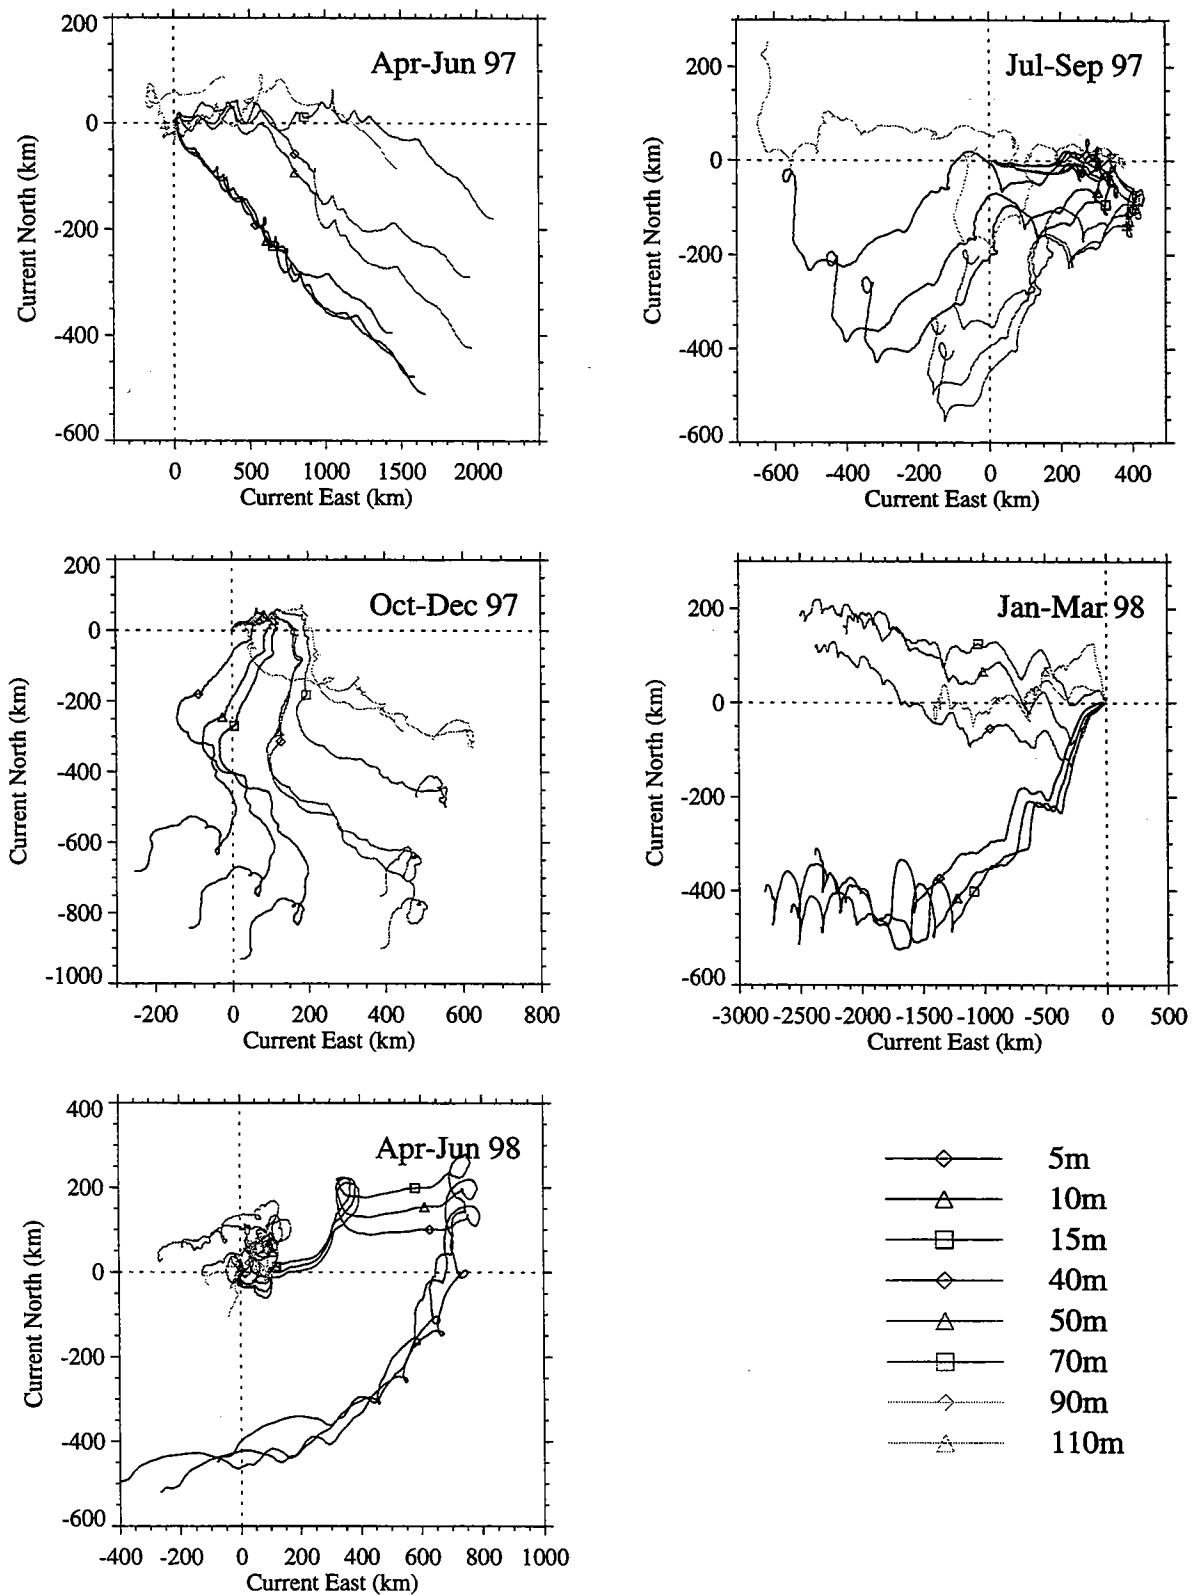 Apr-Jun 97
200
0
-200
-400
-600
Current North (km)
0 500 1000 1500 2000
Current East (km)
Jul-Sep 97
200
0
-200
-400
-600
Current North (km)
-600 -400 -200 0 200 400
Current East (km)
Oct-Dec 97
200
0
-200
-400
-600
-800
-1000
Current North (km)
-200 0 200 400 600 800
Current East (km)
Jan-Mar 98
200
0
-200
-400
-600
Current North (km)
-3000 -2500 -2000 -1500 -1000 -500 0 500
Current East (km)
Apr-Jun 98
400
200
0
-200
-400
-600
Current North (km)
-400 -200 0 200 400 600 800 1000
Current East (km)
5m
10m
15m
40m
50m
70m
90m
110m